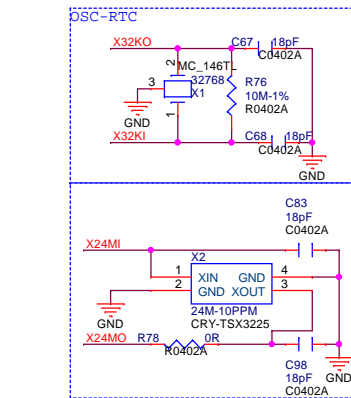 OSC-RTC
X32KO
C67
18pF
C0402A
2
MC_146TL
32768
X1
3
1
GND
R76
10M-1%
R0402A
X32KI
C68
18pF
C0402A
GND
C83
18pF
C0402A
X24MI
X2
1
XIN
GND
4
2
GND
XOUT
3
24M-10PPM
CRY-TSX3225
GND
X24MO
R78
0R
R0402A
C98
18pF
C0402A
GND